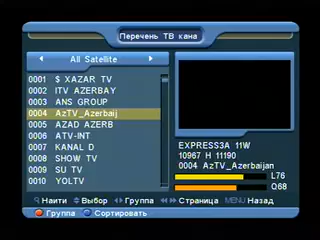 Перечень ТВ кана
All Satellite
0001 $ XAZAR TV
0002 ITV AZERBAY
0003 ANS GROUP
0004 AzTV_Azerbaij
0005 AZAD AZERB
0006 ATV-INT
0007 KANAL D
0008 SHOW TV
0009 SU TV
0010 YOLTV
EXPRESS3A 11W
10967 H 11190
0004 AzTV_Azerbaijan
L76
Q68
Найти Выбор Группа Страница MENU Назад
Группа Сортировать